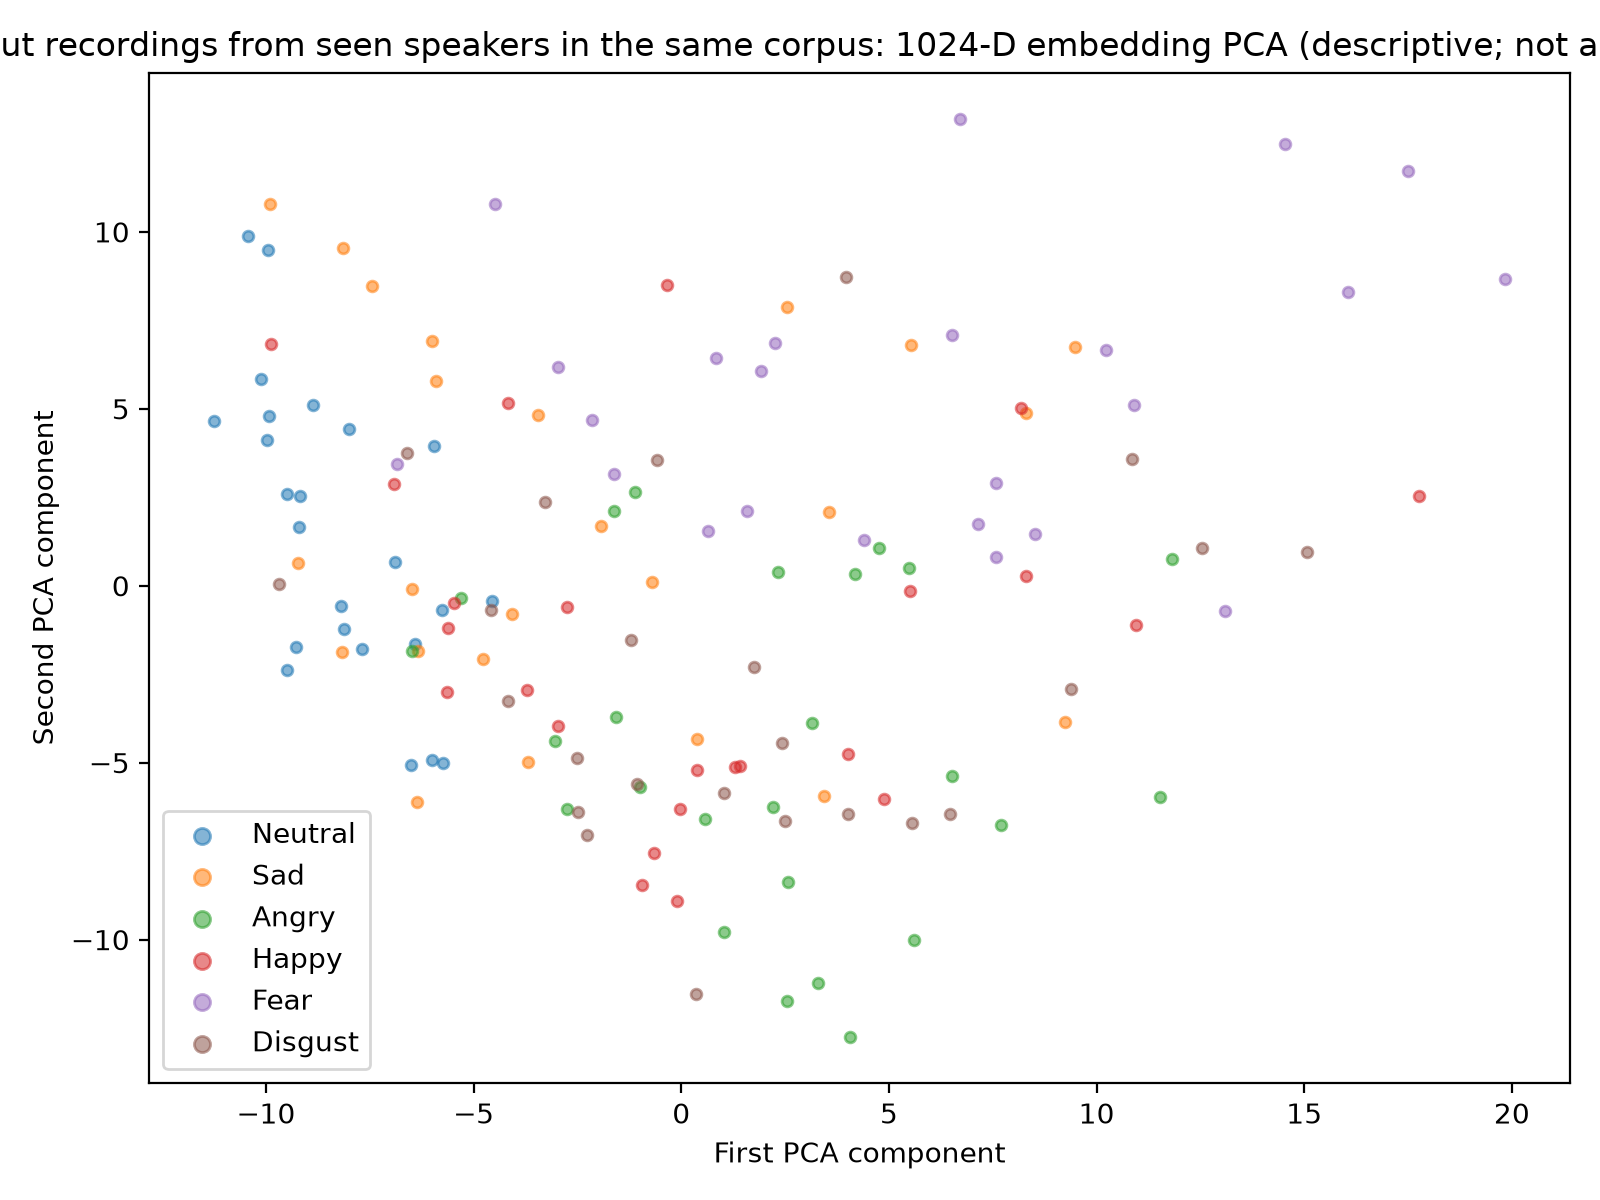 ut recordings from seen speakers in the same corpus: 1024-D embedding PCA (descriptive; not a
Second PCA component
10
5
0
−5
−10
Neutral
Sad
Angry
Happy
Fear
Disgust
−10 −5 0 5 10 15 20
First PCA component